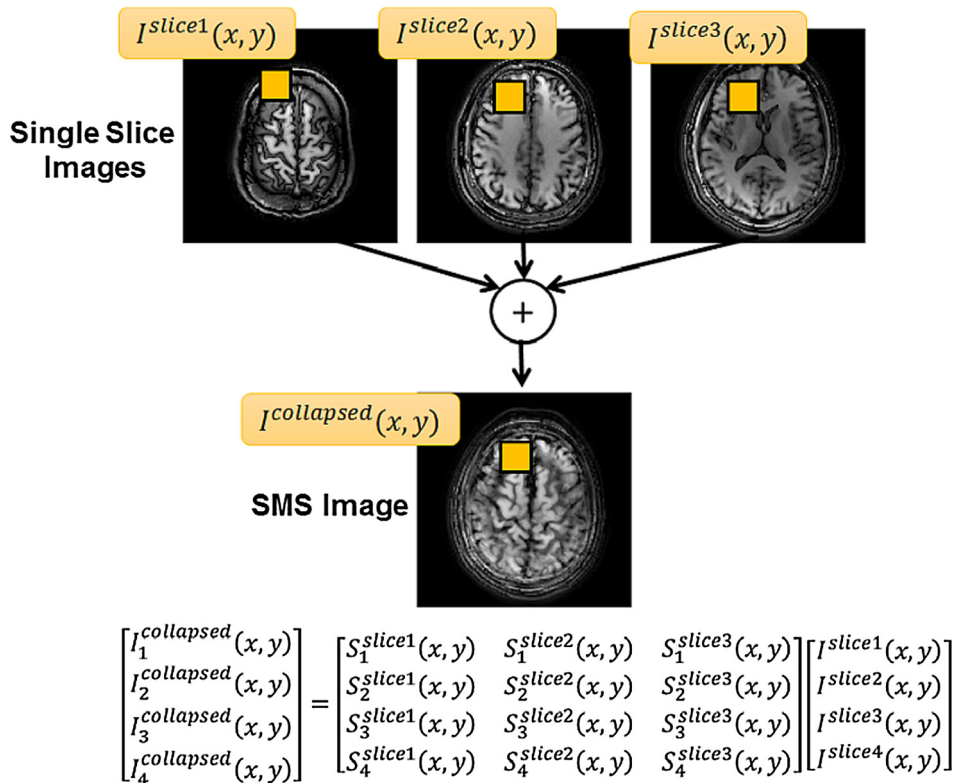 I^{slice1}(x, y) I^{slice2}(x, y) I^{slice3}(x, y)
Single Slice
Images
+
I^{collapsed}(x, y)
SMS Image
[I_1^{collapsed}(x, y)] [S_1^{slice1}(x, y) S_1^{slice2}(x, y) S_1^{slice3}(x, y)] [I^{slice1}(x, y)]
[I_2^{collapsed}(x, y)] = [S_2^{slice1}(x, y) S_2^{slice2}(x, y) S_2^{slice3}(x, y)] [I^{slice2}(x, y)]
[I_3^{collapsed}(x, y)] [S_3^{slice1}(x, y) S_3^{slice2}(x, y) S_3^{slice3}(x, y)] [I^{slice3}(x, y)]
[I_4^{collapsed}(x, y)] [S_4^{slice1}(x, y) S_4^{slice2}(x, y) S_4^{slice3}(x, y)] [I^{slice4}(x, y)]